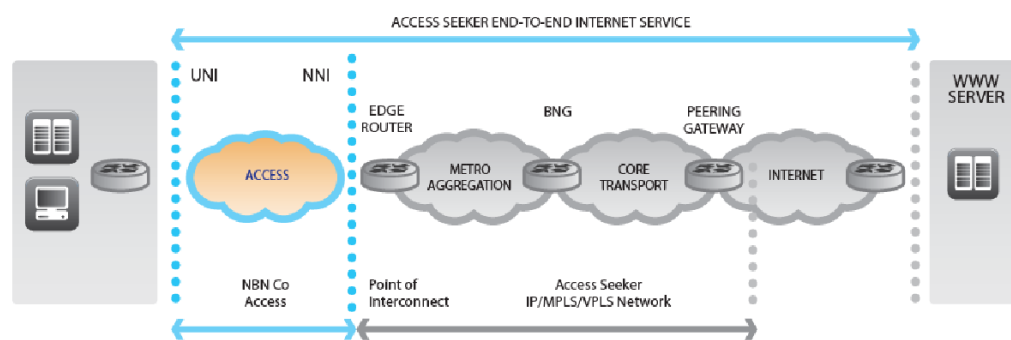 ACCESS SEEKER END-TO-END INTERNET SERVICE
UNI
NNI
WWW
SERVER
EDGE
ROUTER
BNG
PEERING
GATEWAY
ACCESS
METRO
AGGREGATION
CORE
TRANSPORT
INTERNET
NBN Co
Access
Point of
Interconnect
Access Seeker
IP/MPLS/VPLS Network